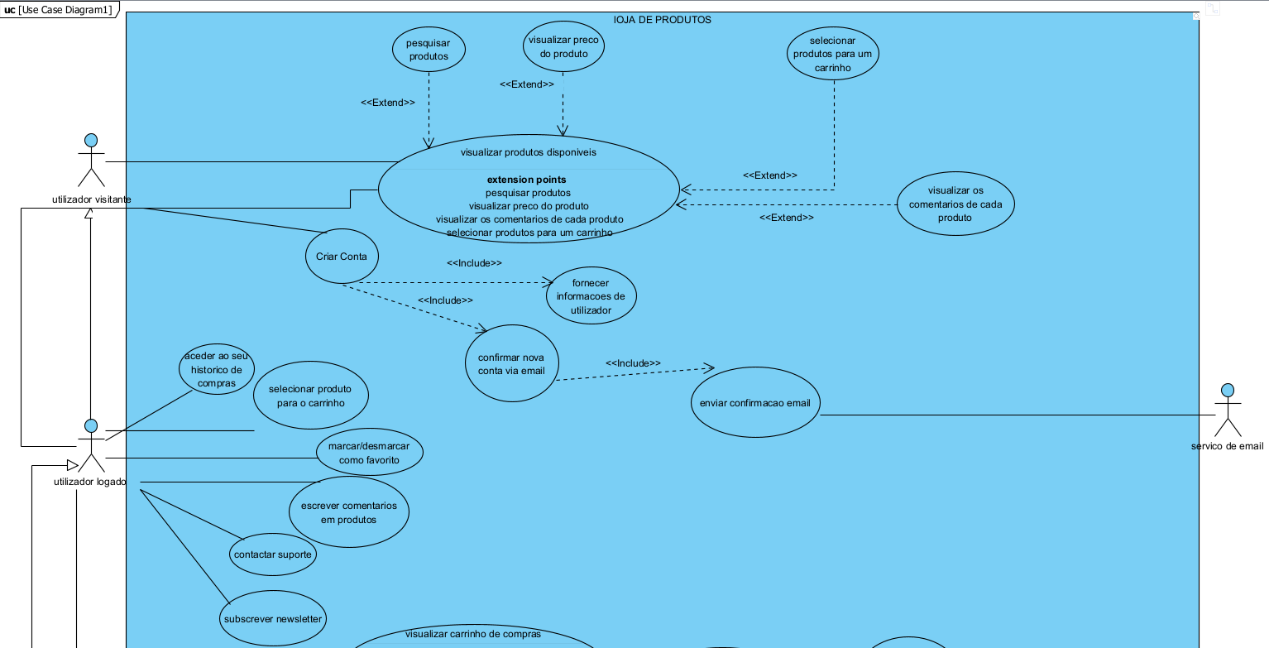 uc [Use Case Diagram1]
lOJA DE PRODUTOS
pesquisar
produtos
visualizar preco
do produto
selecionar
produtos para um
carrinho
<<Extend>>
<<Extend>>
visualizar produtos disponiveis
extension points
pesquisar produtos
visualizar preco do produto
visualizar os comentarios de cada produto
selecionar produtos para um carrinho
<<Extend>>
<<Extend>>
visualizar os
comentarios de cada
produto
utilizador visitante
Criar Conta
<<Include>>
<<Include>>
fornecer
informacoes de
utilizador
confirmar nova
conta via email
<<Include>>
enviar confirmacao email
servico de email
aceder ao seu
historico de
compras
selecionar produto
para o carrinho
marcar/desmarcar
como favorito
utilizador logado
escrever comentarios
em produtos
contactar suporte
subscrever newsletter
visualizar carrinho de compras